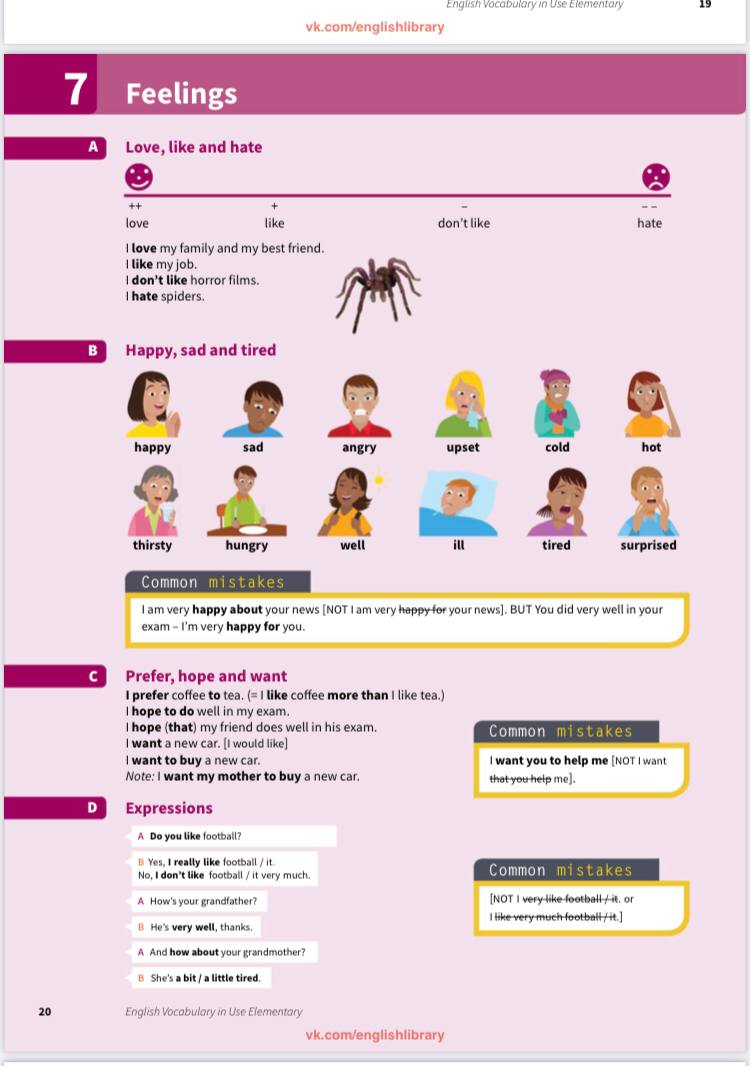 English Vocabulary in Use Elementary 19
vk.com/englishlibrary
7 Feelings
A Love, like and hate
++ + – – –
love like don't like hate
I love my family and my best friend.
I like my job.
I don't like horror films.
I hate spiders.
B Happy, sad and tired
happy sad angry upset cold hot
thirsty hungry well ill tired surprised
Common mistakes
I am very happy about your news [NOT I am very happy for your news]. BUT You did very well in your
exam – I'm very happy for you.
C Prefer, hope and want
I prefer coffee to tea. (= I like coffee more than I like tea.)
I hope to do well in my exam.
I hope (that) my friend does well in his exam.
I want a new car. [I would like]
I want to buy a new car.
Note: I want my mother to buy a new car.
Common mistakes
I want you to help me [NOT I want
that you help me].
D Expressions
A Do you like football?
B Yes, I really like football / it.
No, I don't like football / it very much.
A How's your grandfather?
B He's very well, thanks.
A And how about your grandmother?
B She's a bit / a little tired.
Common mistakes
[NOT I very like football / it. or
I like very much football / it.]
20 English Vocabulary in Use Elementary
vk.com/englishlibrary